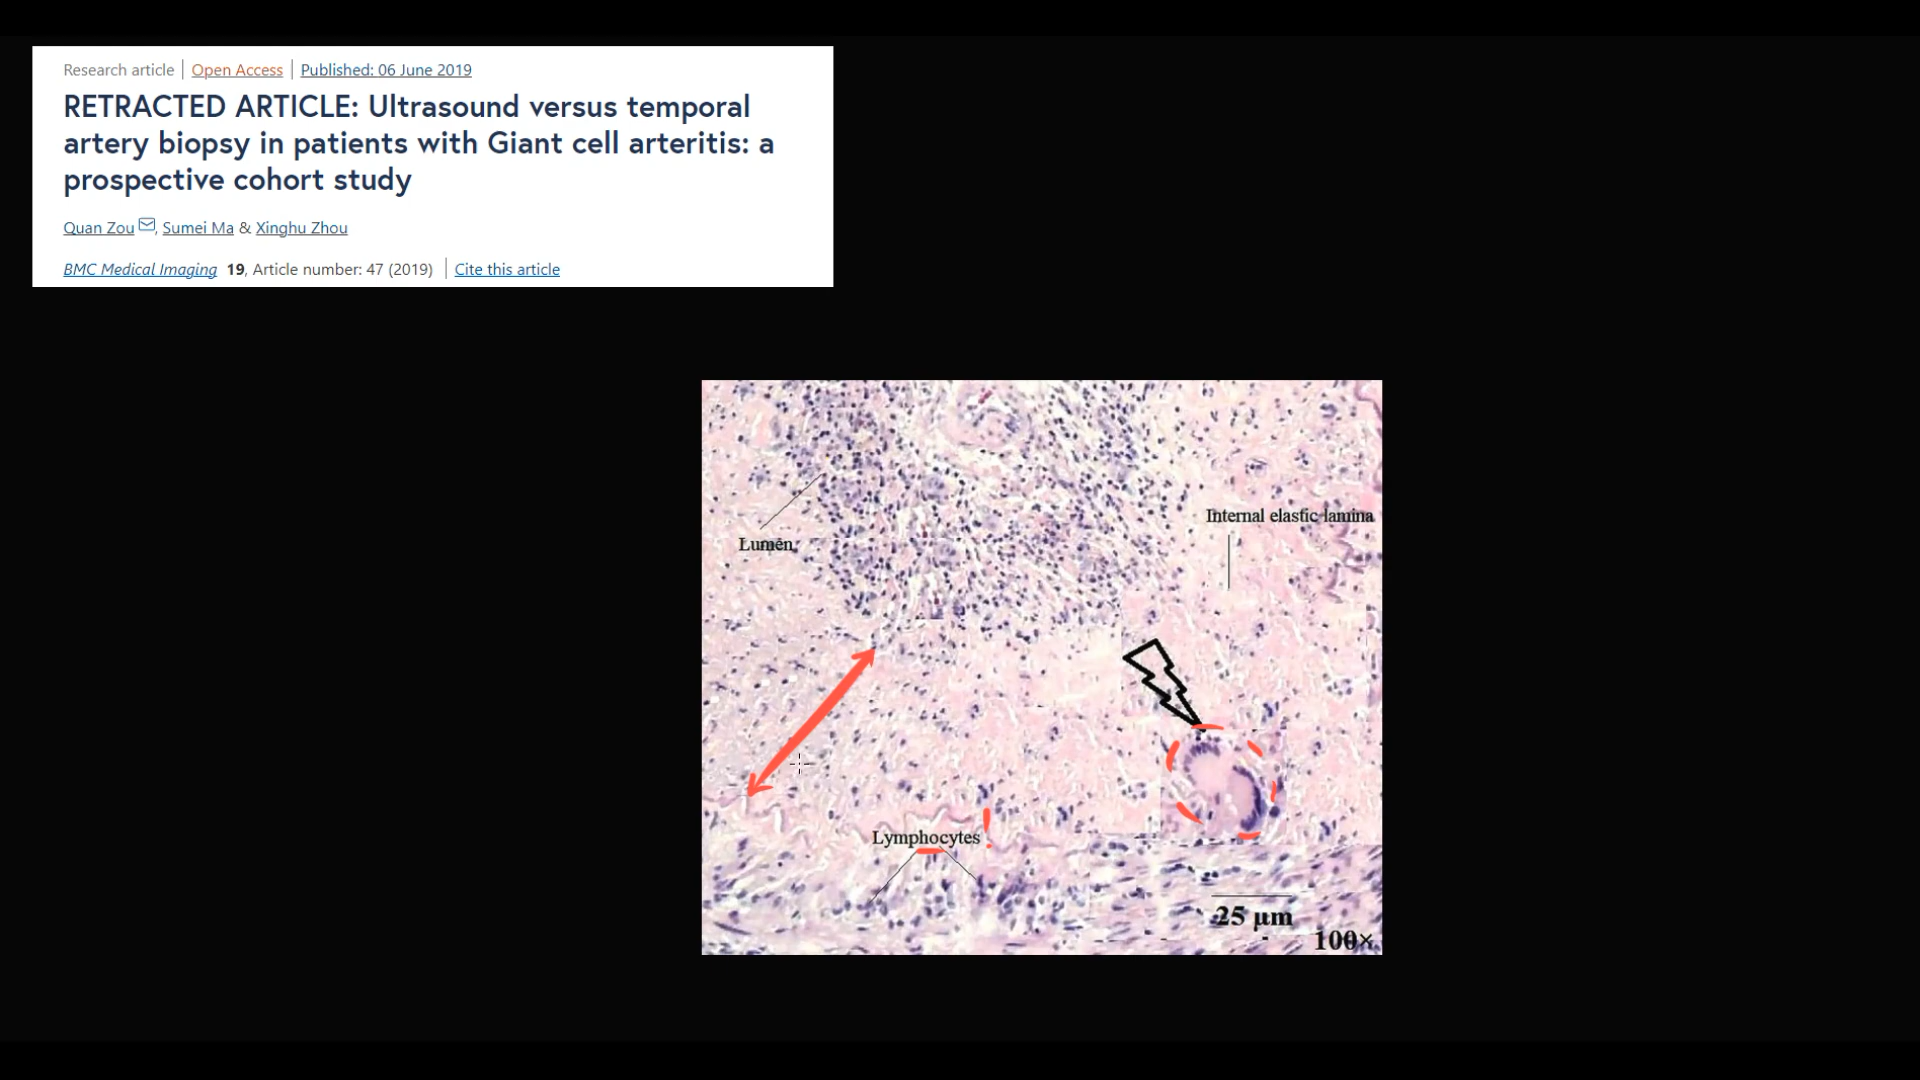 Research article | Open Access | Published: 06 June 2019
RETRACTED ARTICLE: Ultrasound versus temporal
artery biopsy in patients with Giant cell arteritis: a
prospective cohort study
Quan Zou, Sumei Ma & Xinghu Zhou
BMC Medical Imaging 19, Article number: 47 (2019) | Cite this article
Internal elastic lamina
Lumen
Lymphocytes
25 μm
100×